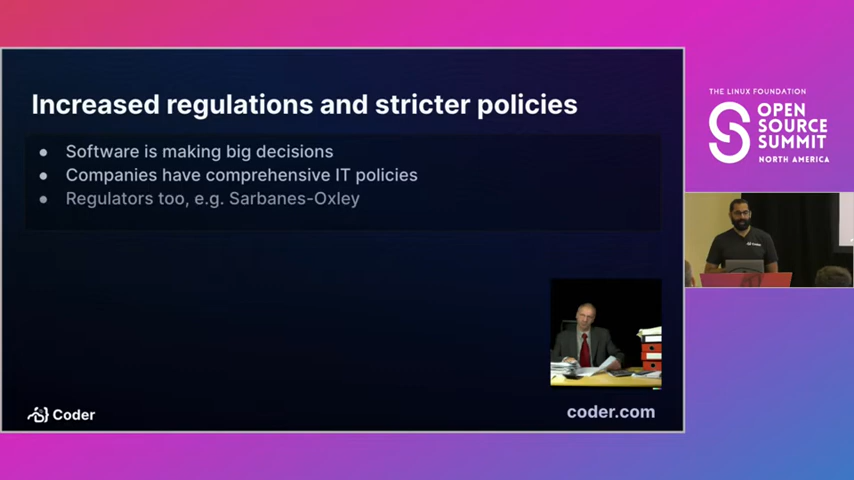 Increased regulations and stricter policies
● Software is making big decisions
● Companies have comprehensive IT policies
● Regulators too, e.g. Sarbanes-Oxley
Coder
coder.com
THE LINUX FOUNDATION
OPEN
SOURCE
SUMMIT
NORTH AMERICA